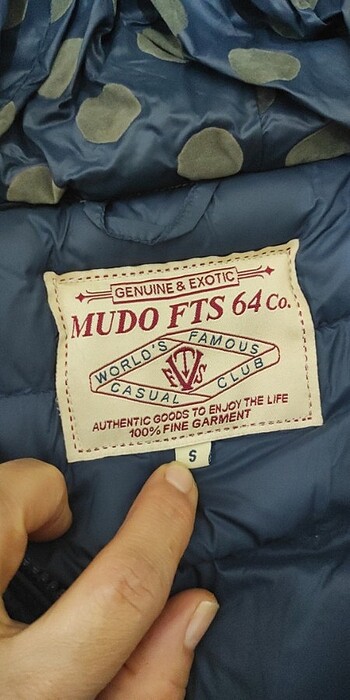 GENUINE & EXOTIC
MUDO FTS 64 Co.
WORLD'S FAMOUS
FTS
CASUAL CLUB
AUTHENTIC GOODS TO ENJOY THE LIFE
100% FINE GARMENT
S